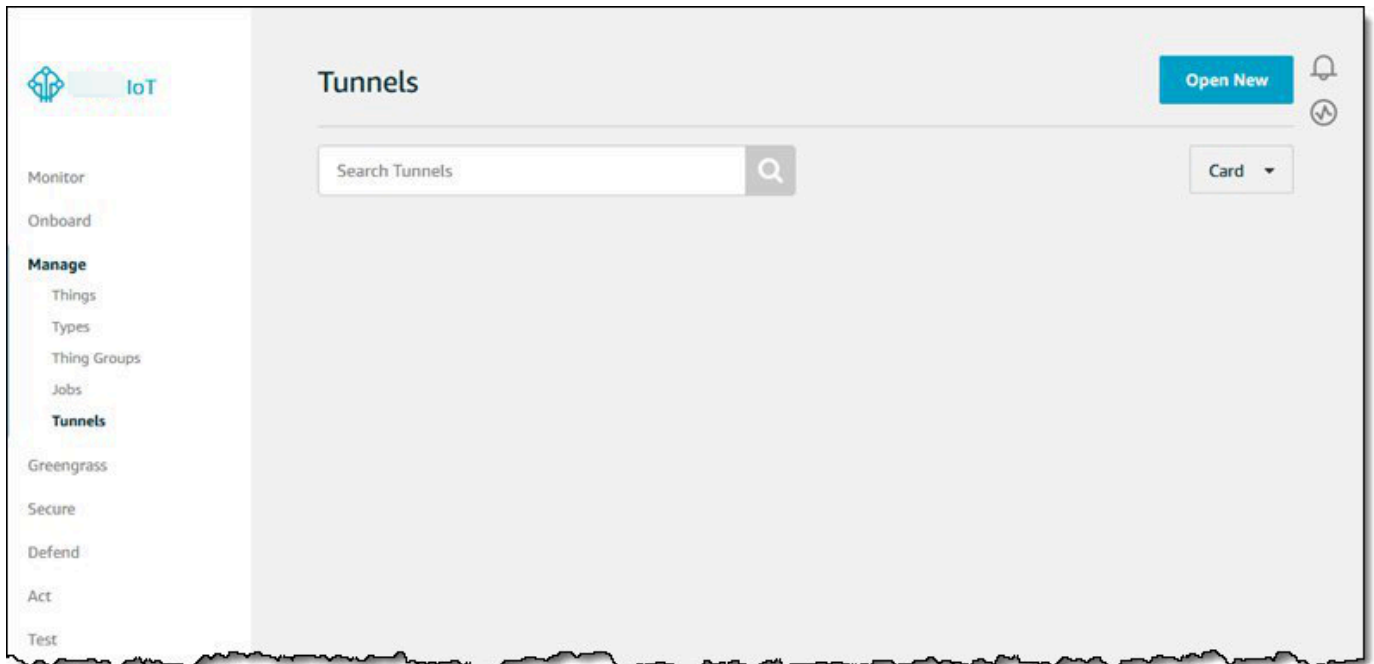 IoT
Monitor
Onboard
Manage
Things
Types
Thing Groups
Jobs
Tunnels
Greengrass
Secure
Defend
Act
Test
Tunnels
Open New
Search Tunnels
Card